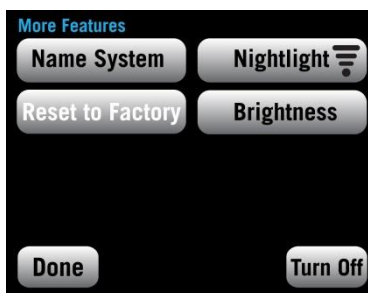 More Features
Name System
Nightlight
Reset to Factory
Brightness
Done
Turn Off